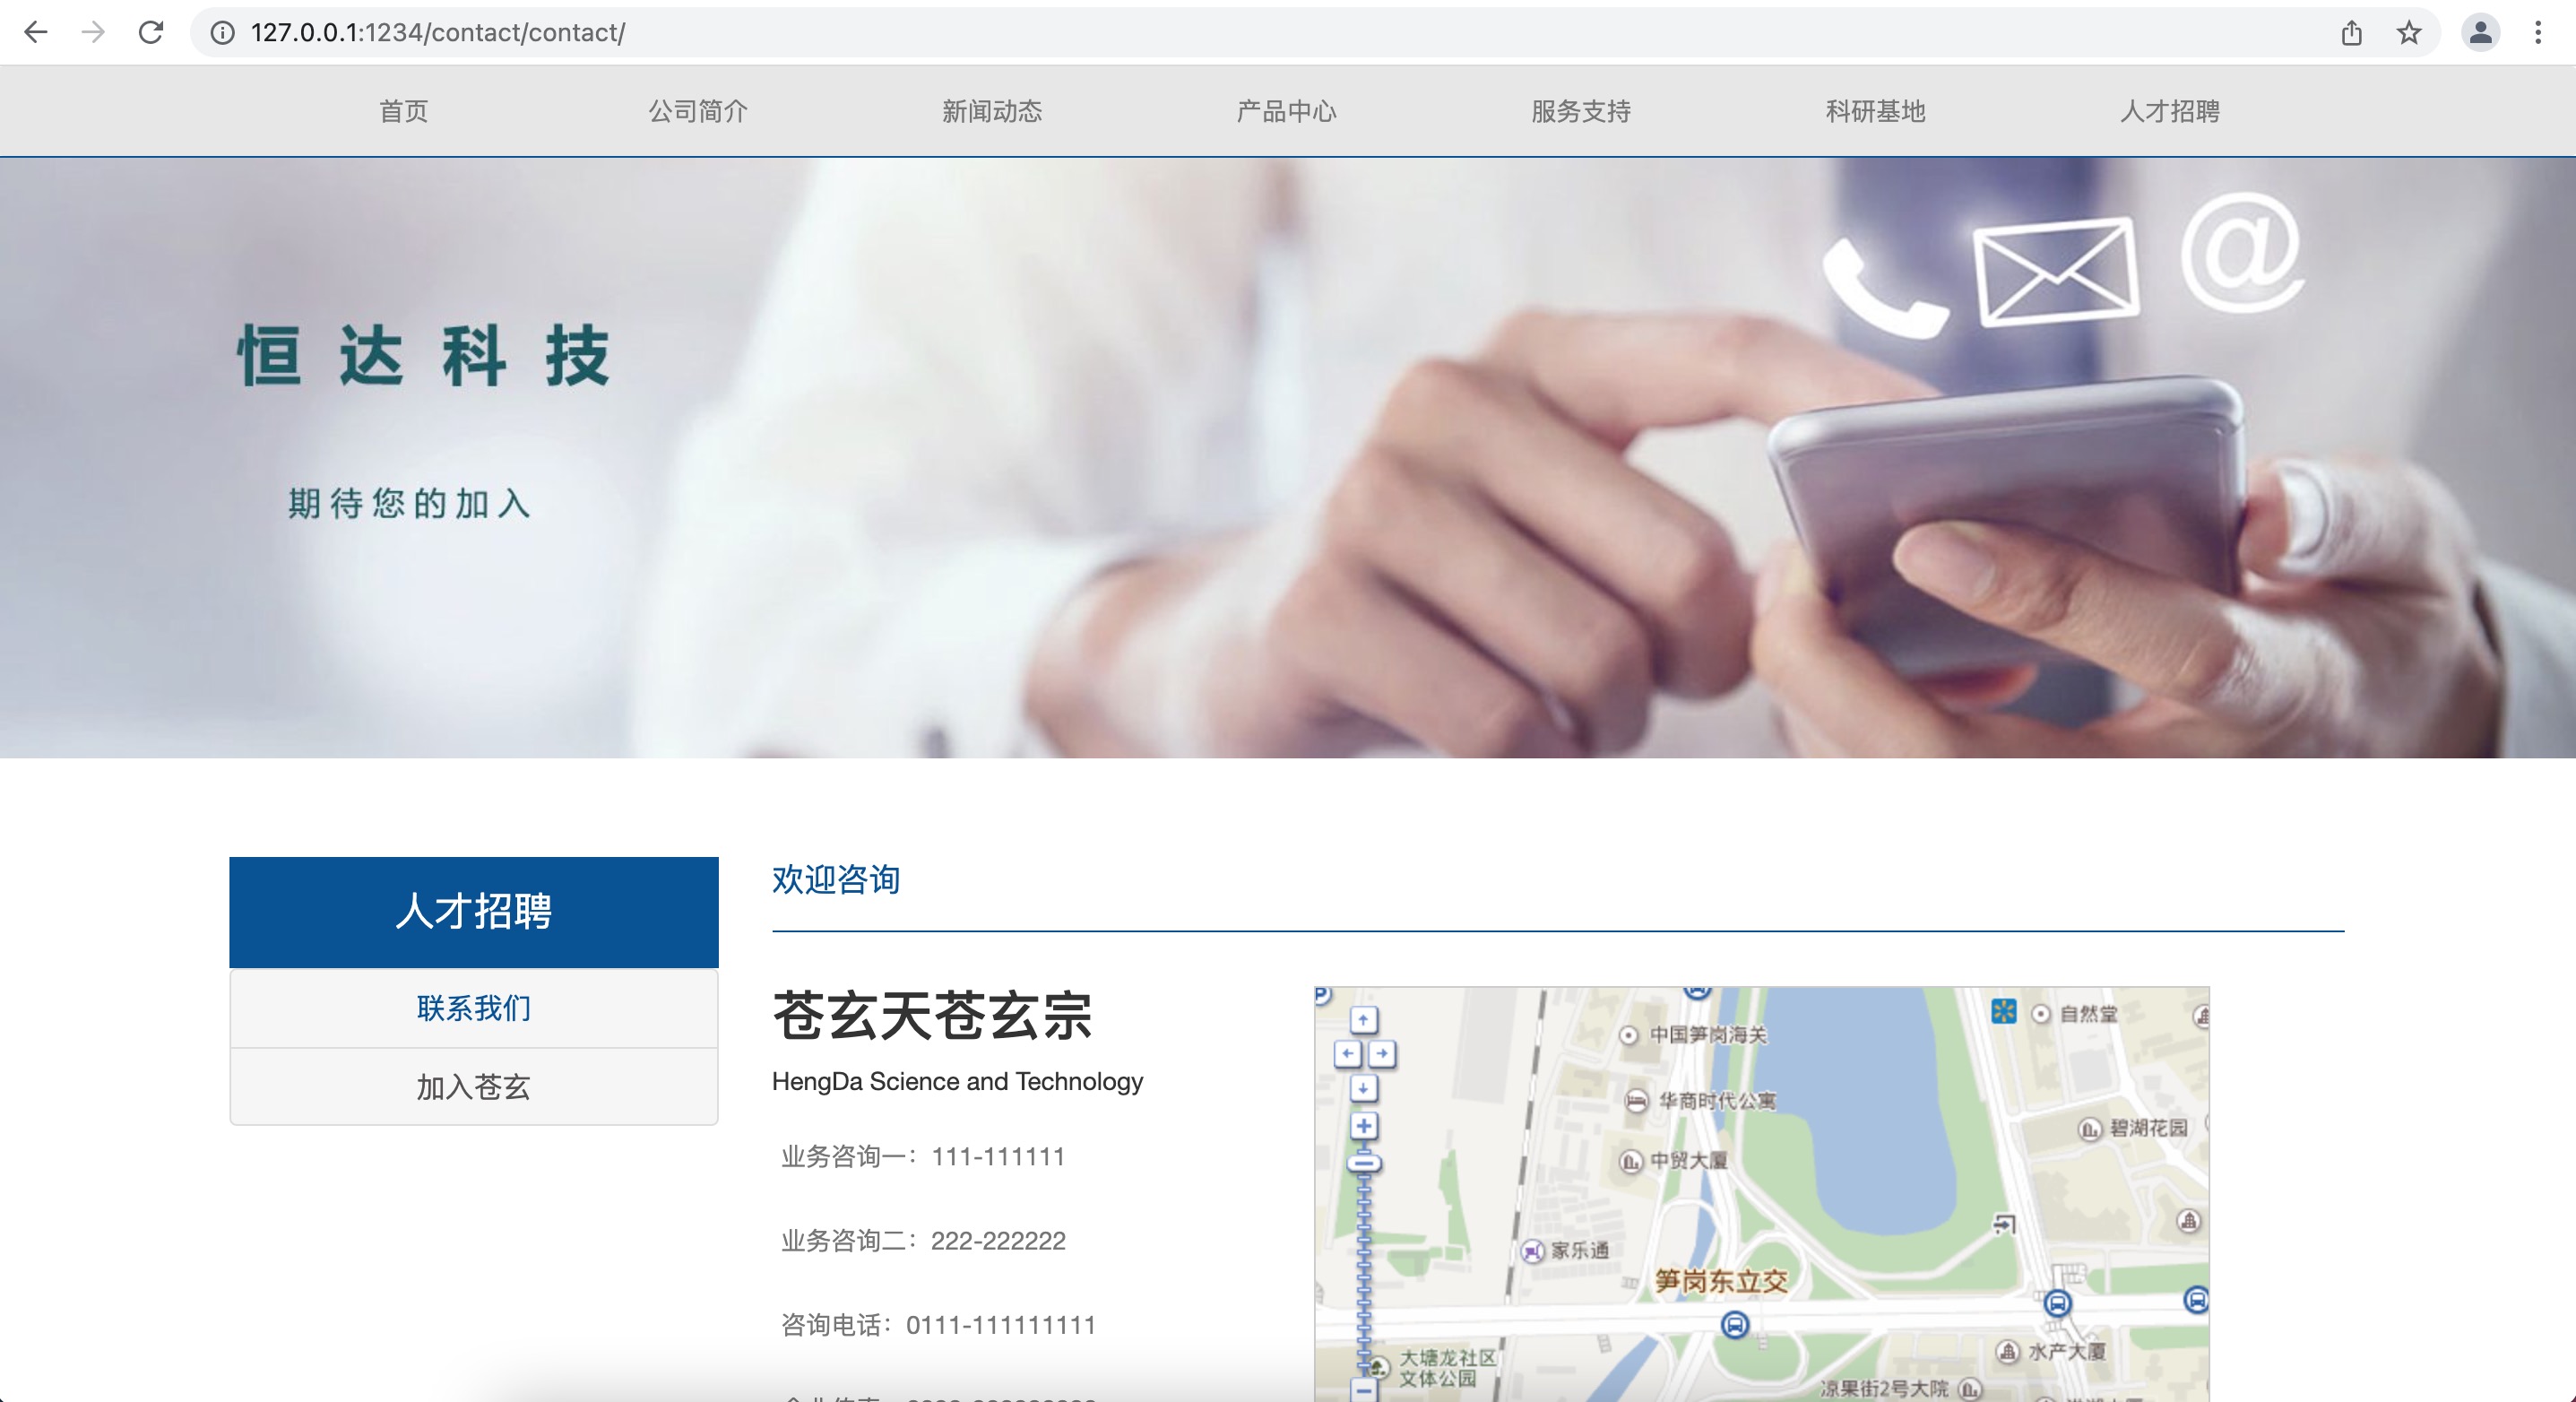 127.0.0.1:1234/contact/contact/
首页 公司简介 新闻动态 产品中心 服务支持 科研基地 人才招聘
@
恒达科技
期待您的加入
人才招聘
联系我们
加入苍玄
欢迎咨询
苍玄天苍玄宗
HengDa Science and Technology
业务咨询一：111-111111
业务咨询二：222-222222
咨询电话：0111-111111111
P
自然堂
中国笋岗海关
华商时代公寓
碧湖花园
中贸大厦
家乐通
笋岗东立交
大塘龙社区
文体公园
水产大厦
凉果街2号大院